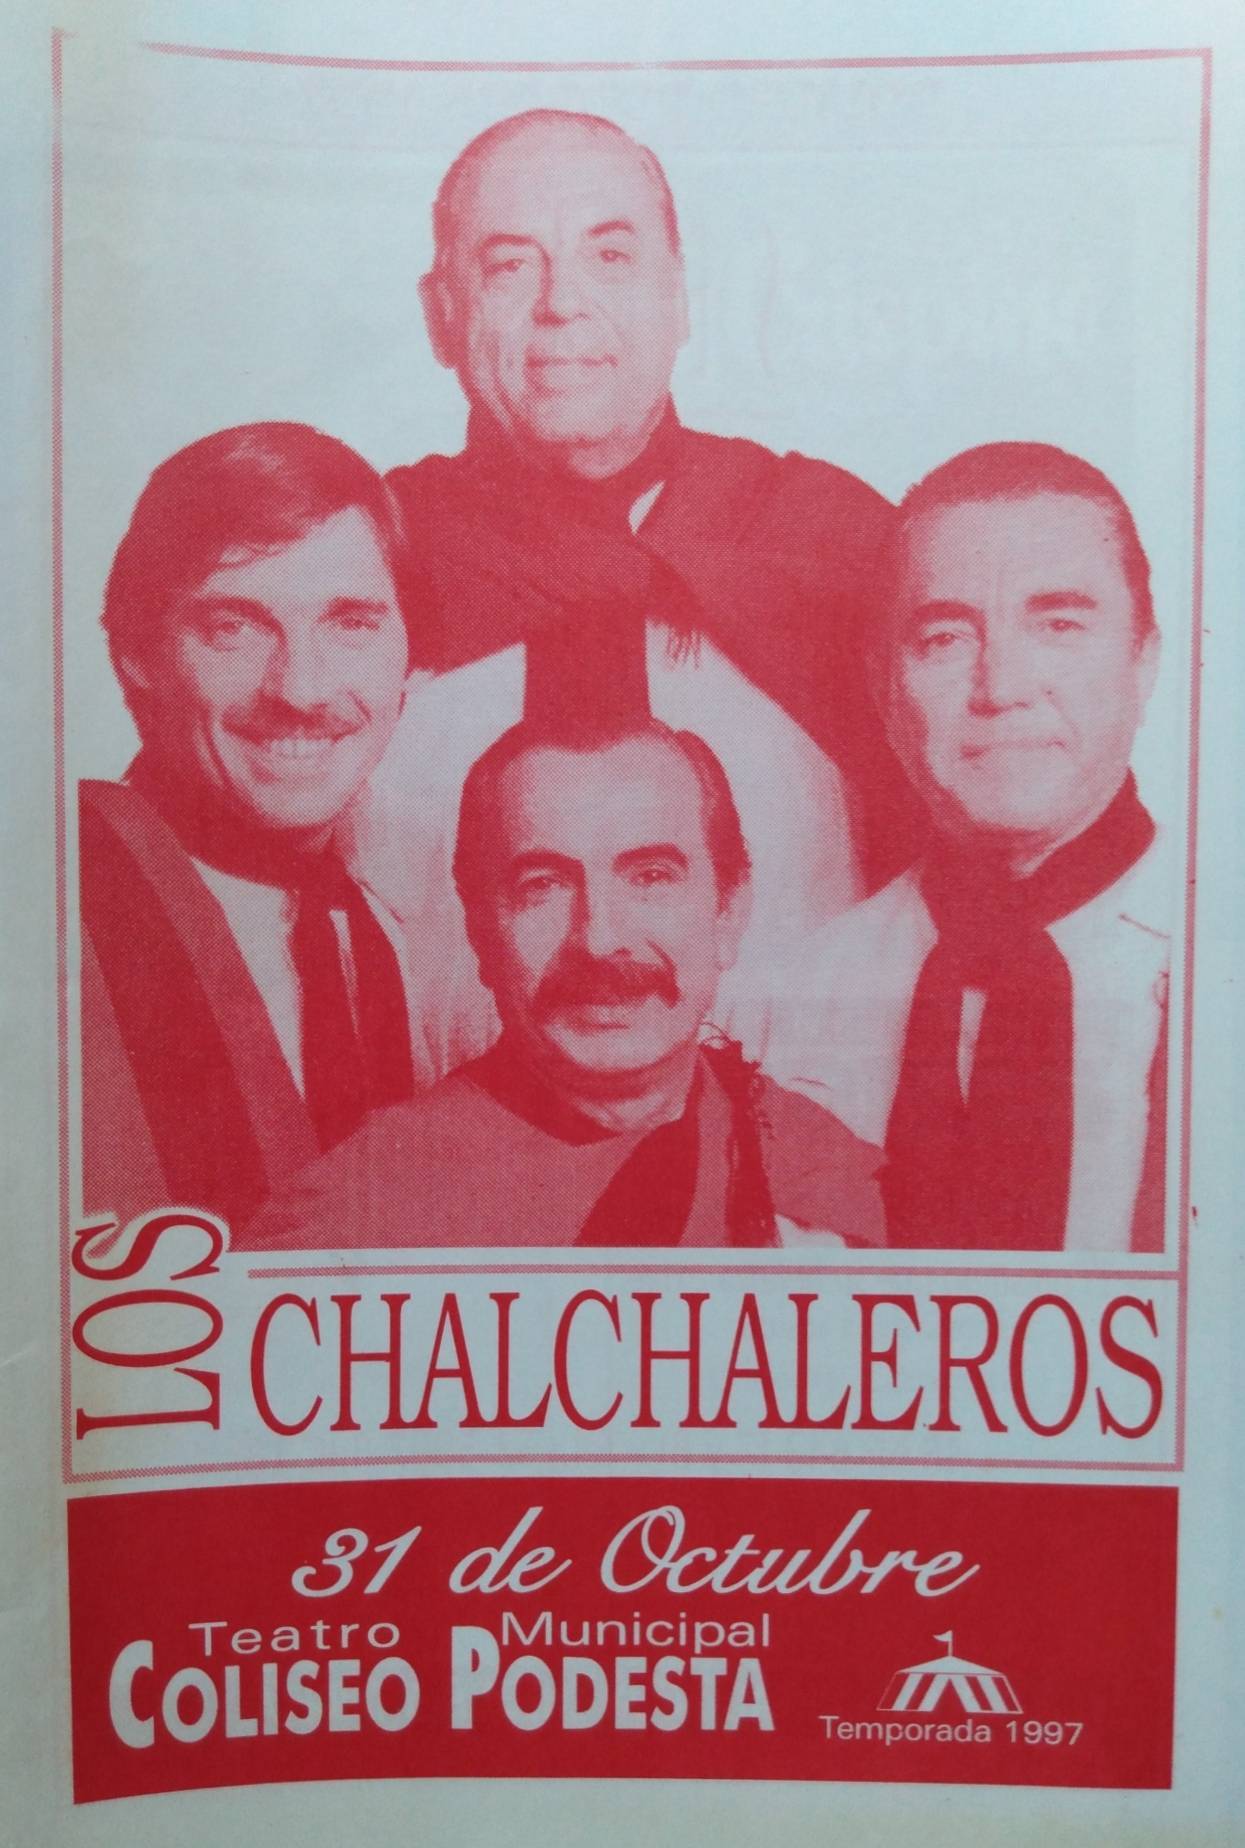 LOS
CHALCHALEROS
31 de Octubre
Teatro Municipal
COLISEO PODESTA
Temporada 1997